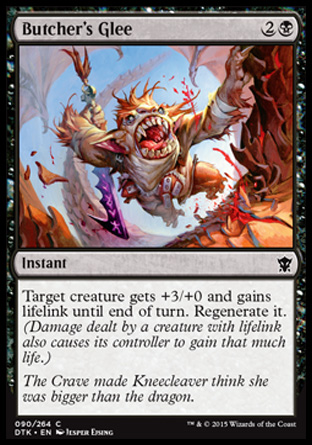 Butcher's Glee 2
Instant
Target creature gets +3/+0 and gains
lifelink until end of turn. Regenerate it.
(Damage dealt by a creature with lifelink
also causes its controller to gain that much
life.)
The Crave made Kneecleaver think she
was bigger than the dragon.
090/264 C
DTK • EN Jesper Ejsing ™ & © 2015 Wizards of the Coast